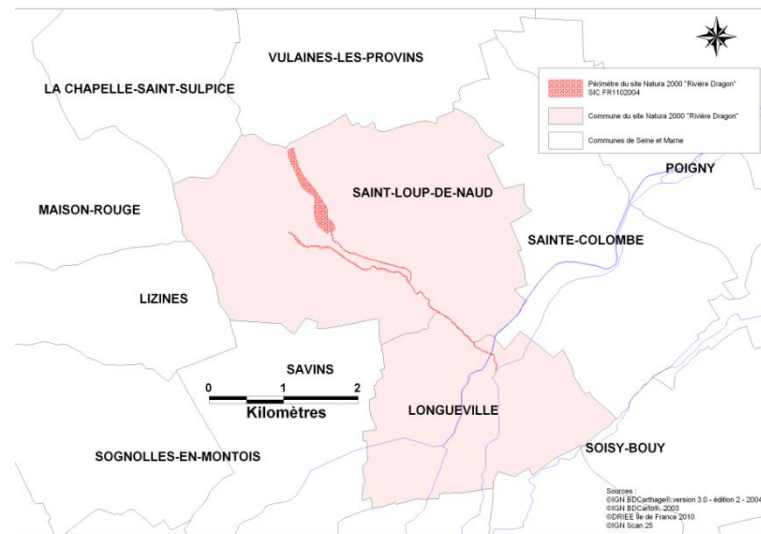 VULAINES-LES-PROVINS
LA CHAPELLE-SAINT-SULPICE
Périmètre du site Natura 2000 "Rivière Dragon"
SIC FR1102004
Commune du site Natura 2000 "Rivière Dragon"
Communes de Seine et Marne
POIGNY
SAINT-LOUP-DE-NAUD
MAISON-ROUGE
SAINTE-COLOMBE
LIZINES
SAVINS
0 1 2
Kilomètres
LONGUEVILLE
SOGNOLLES-EN-MONTOIS
SOISY-BOUY
Sources :
©IGN BDCarthage®:version 3.0 - édition 2 - 2004
©IGN BDCarto®- 2003
©DRIEE Île de France 2010
©IGN Scan 25